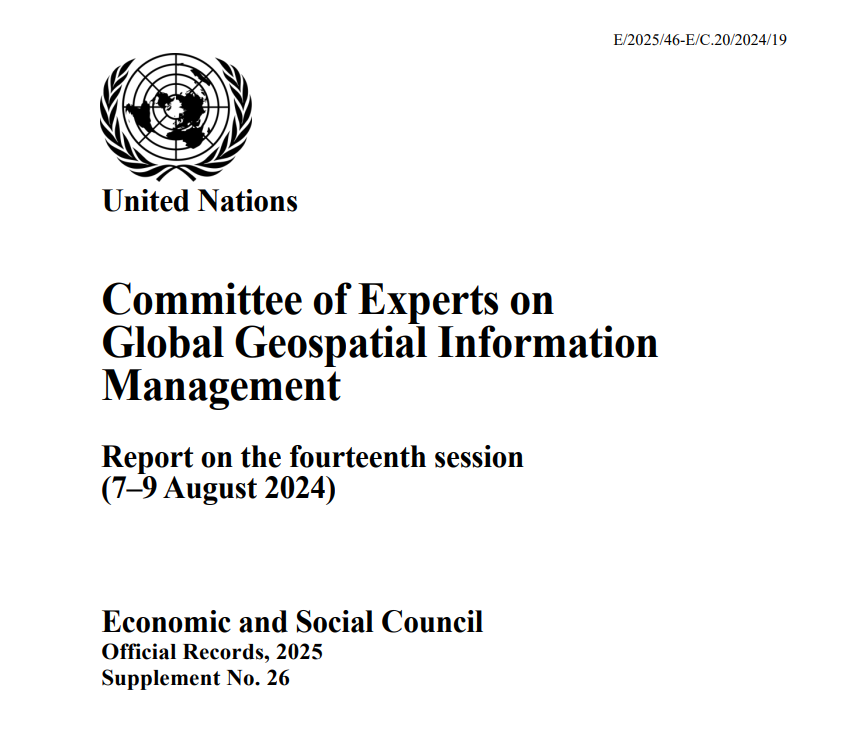 E/2025/46-E/C.20/2024/19
United Nations
Committee of Experts on
Global Geospatial Information
Management
Report on the fourteenth session
(7–9 August 2024)
Economic and Social Council
Official Records, 2025
Supplement No. 26